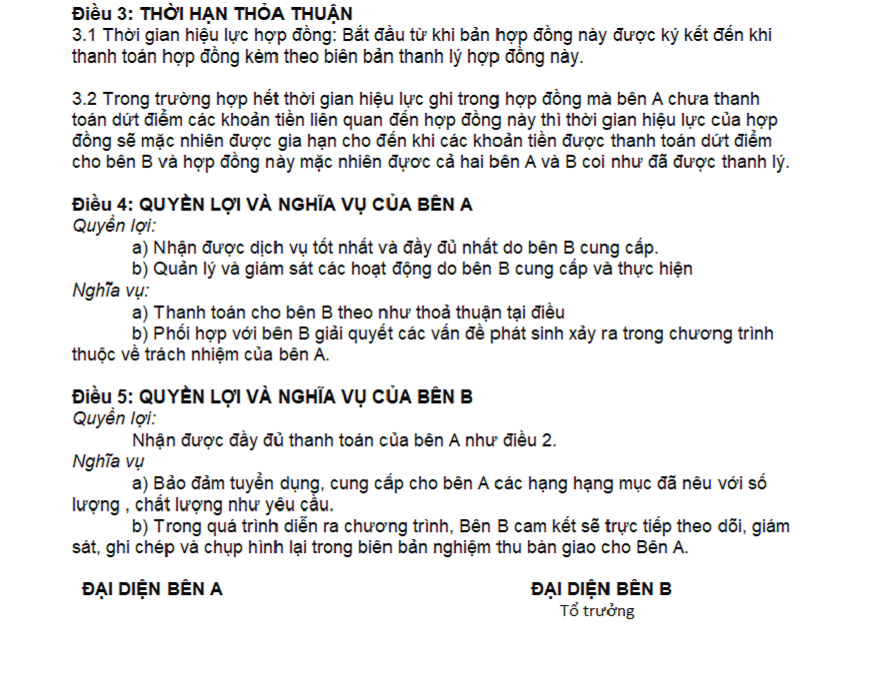 Điều 3: THỜI HẠN THỎA THUẬN
3.1 Thời gian hiệu lực hợp đồng: Bắt đầu từ khi bản hợp đồng này được ký kết đến khi
thanh toán hợp đồng kèm theo biên bản thanh lý hợp đồng này.
3.2 Trong trường hợp hết thời gian hiệu lực ghi trong hợp đồng mà bên A chưa thanh
toán dứt điểm các khoản tiền liên quan đến hợp đồng này thì thời gian hiệu lực của hợp
đồng sẽ mặc nhiên được gia hạn cho đến khi các khoản tiền được thanh toán dứt điểm
cho bên B và hợp đồng này mặc nhiên đựơc cả hai bên A và B coi như đã được thanh lý.
Điều 4: QUYỀN LỢI VÀ NGHĨA VỤ CỦA BÊN A
Quyền lợi:
a) Nhận được dịch vụ tốt nhất và đầy đủ nhất do bên B cung cấp.
b) Quản lý và giám sát các hoạt động do bên B cung cấp và thực hiện
Nghĩa vụ:
a) Thanh toán cho bên B theo như thoả thuận tại điều
b) Phối hợp với bên B giải quyết các vấn đề phát sinh xảy ra trong chương trình
thuộc về trách nhiệm của bên A.
Điều 5: QUYỀN LỢI VÀ NGHĨA VỤ CỦA BÊN B
Quyền lợi:
Nhận được đầy đủ thanh toán của bên A như điều 2.
Nghĩa vụ
a) Bảo đảm tuyển dụng, cung cấp cho bên A các hạng hạng mục đã nêu với số
lượng , chất lượng như yêu cầu.
b) Trong quá trình diễn ra chương trình, Bên B cam kết sẽ trực tiếp theo dõi, giám
sát, ghi chép và chụp hình lại trong biên bản nghiệm thu bàn giao cho Bên A.
ĐẠI DIỆN BÊN A ĐẠI DIỆN BÊN B
Tổ trưởng